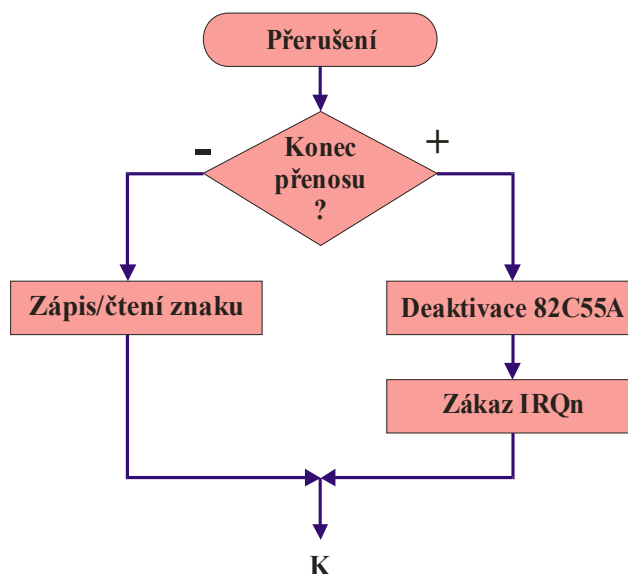 Přerušení
-
+
Konec
přenosu
?
Zápis/čtení znaku
Deaktivace 82C55A
Zákaz IRQn
K